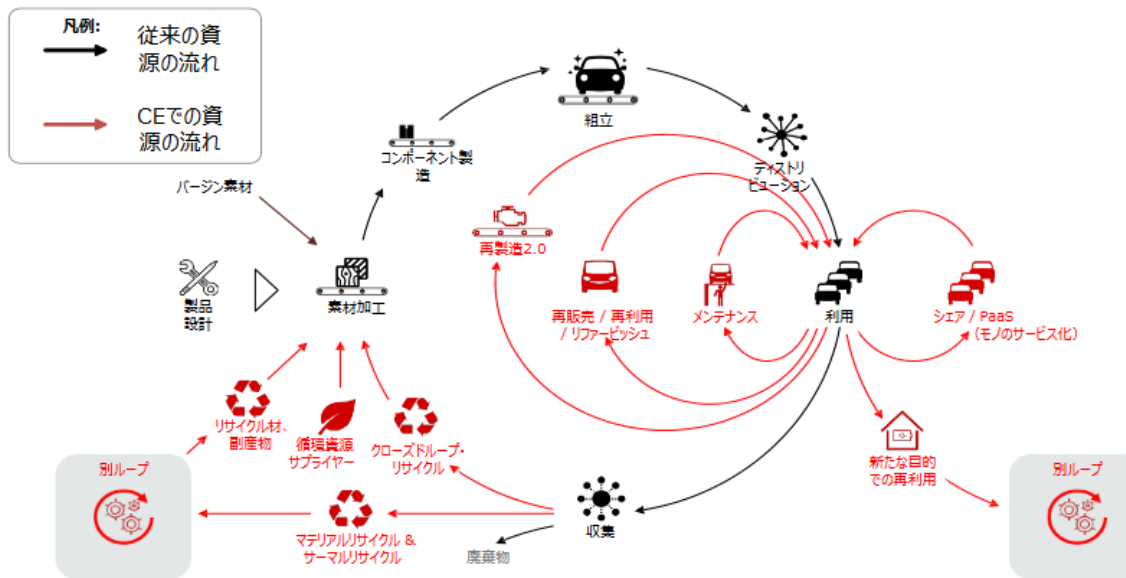 凡例:
従来の資
源の流れ
CEでの資
源の流れ
組立
コンポーネント製
造
ディストリ
ビューション
バージン素材
再製造2.0
製品
設計
素材加工
再販売 / 再利用
/ リファービッシュ
メンテナンス
利用
シェア / PaaS
(モノのサービス化)
リサイクル材、
副産物
循環資源
サプライヤー
クローズドループ・
リサイクル
新たな目的
での再利用
別ループ
別ループ
マテリアルリサイクル &
サーマルリサイクル
収集
廃棄物